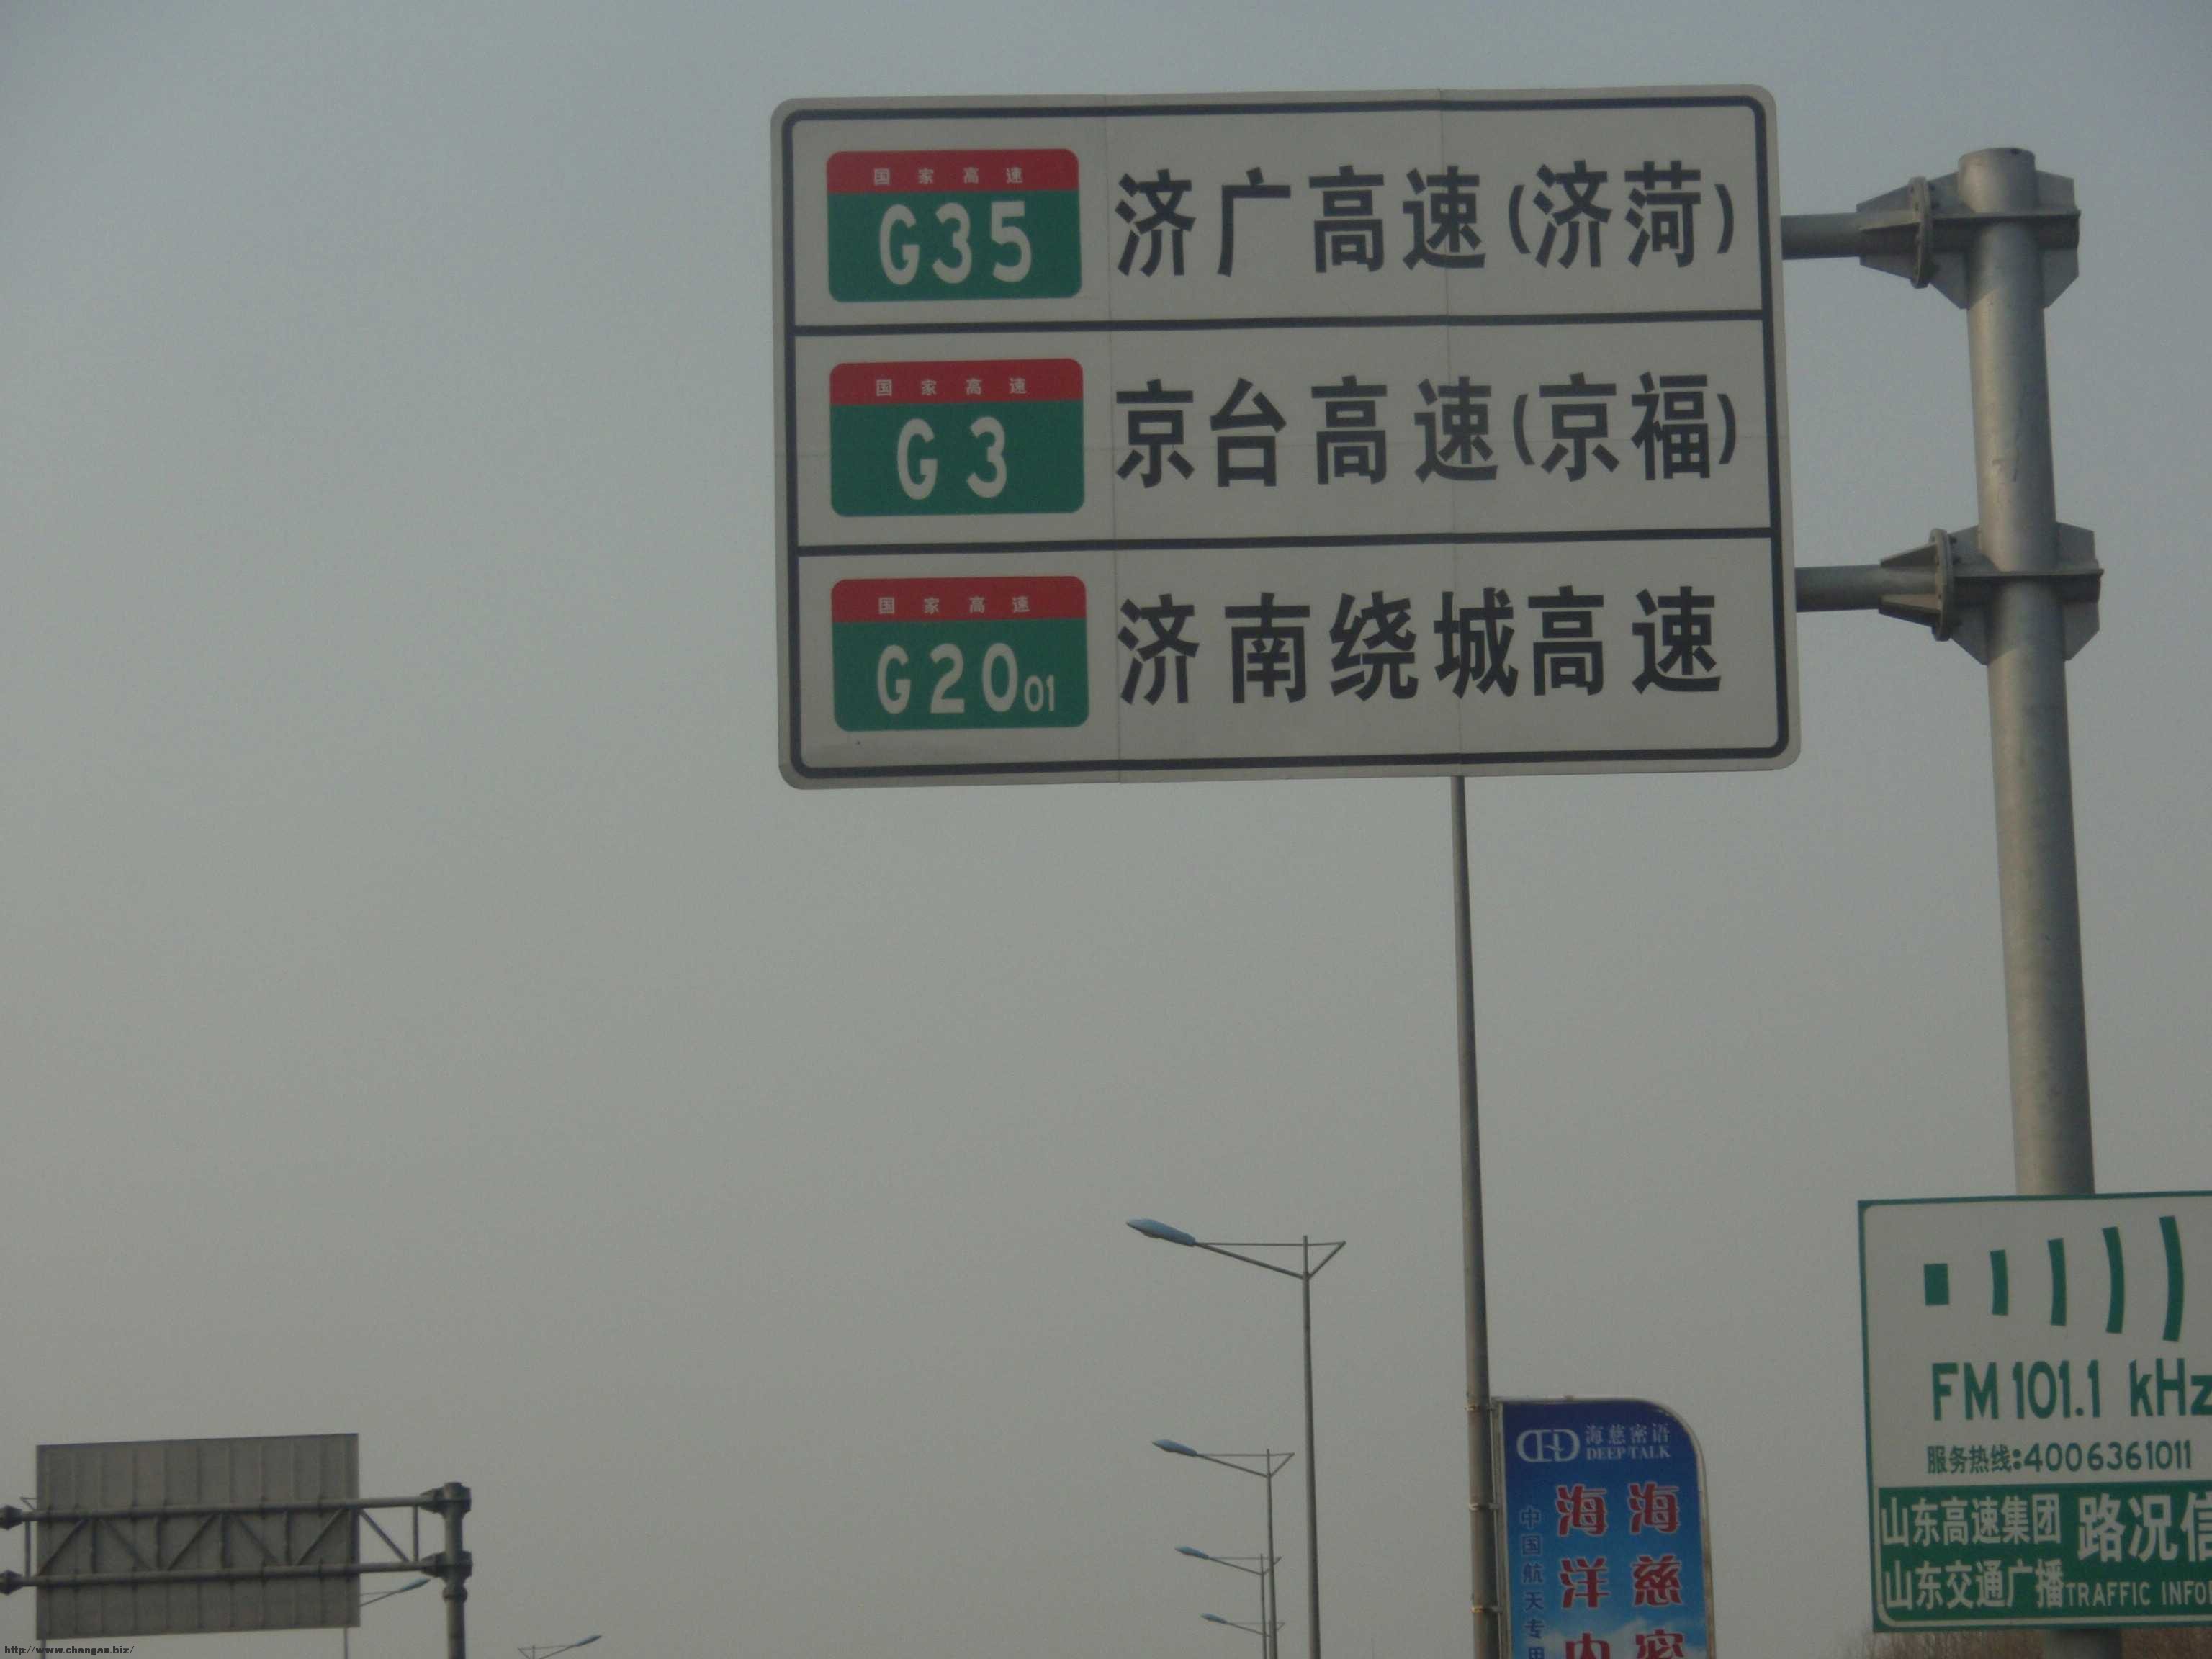 国家高速
G35 济广高速(济菏)
国家高速
G3 京台高速(京福)
国家高速
G2001 济南绕城高速
FM 101.1 kHz
服务热线:4006361011
山东高速集团
山东交通广播
路况信
TRAFFIC INFO
海慈密语
DEEP TALK
海慈密
海洋内
中国航天专用
http://www.changan.biz/